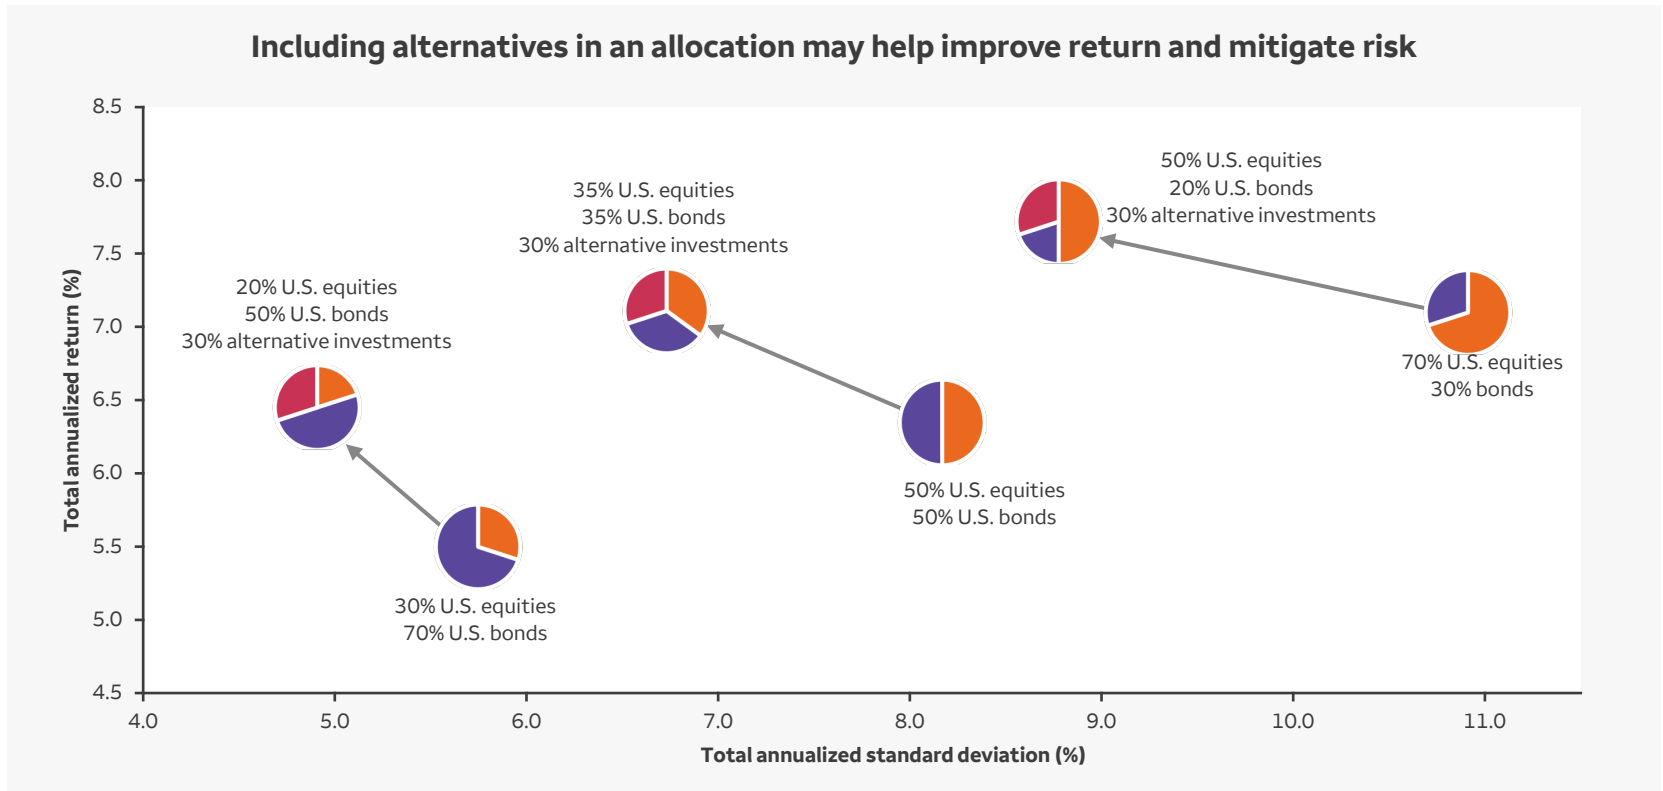 Including alternatives in an allocation may help improve return and mitigate risk
Total annualized return (%)
8.5
8.0
7.5
7.0
6.5
6.0
5.5
5.0
4.5
20% U.S. equities
50% U.S. bonds
30% alternative investments
30% U.S. equities
70% U.S. bonds
35% U.S. equities
35% U.S. bonds
30% alternative investments
50% U.S. equities
50% U.S. bonds
50% U.S. equities
20% U.S. bonds
30% alternative investments
70% U.S. equities
30% bonds
4.0
5.0
6.0
7.0
8.0
9.0
10.0
11.0
Total annualized standard deviation (%)